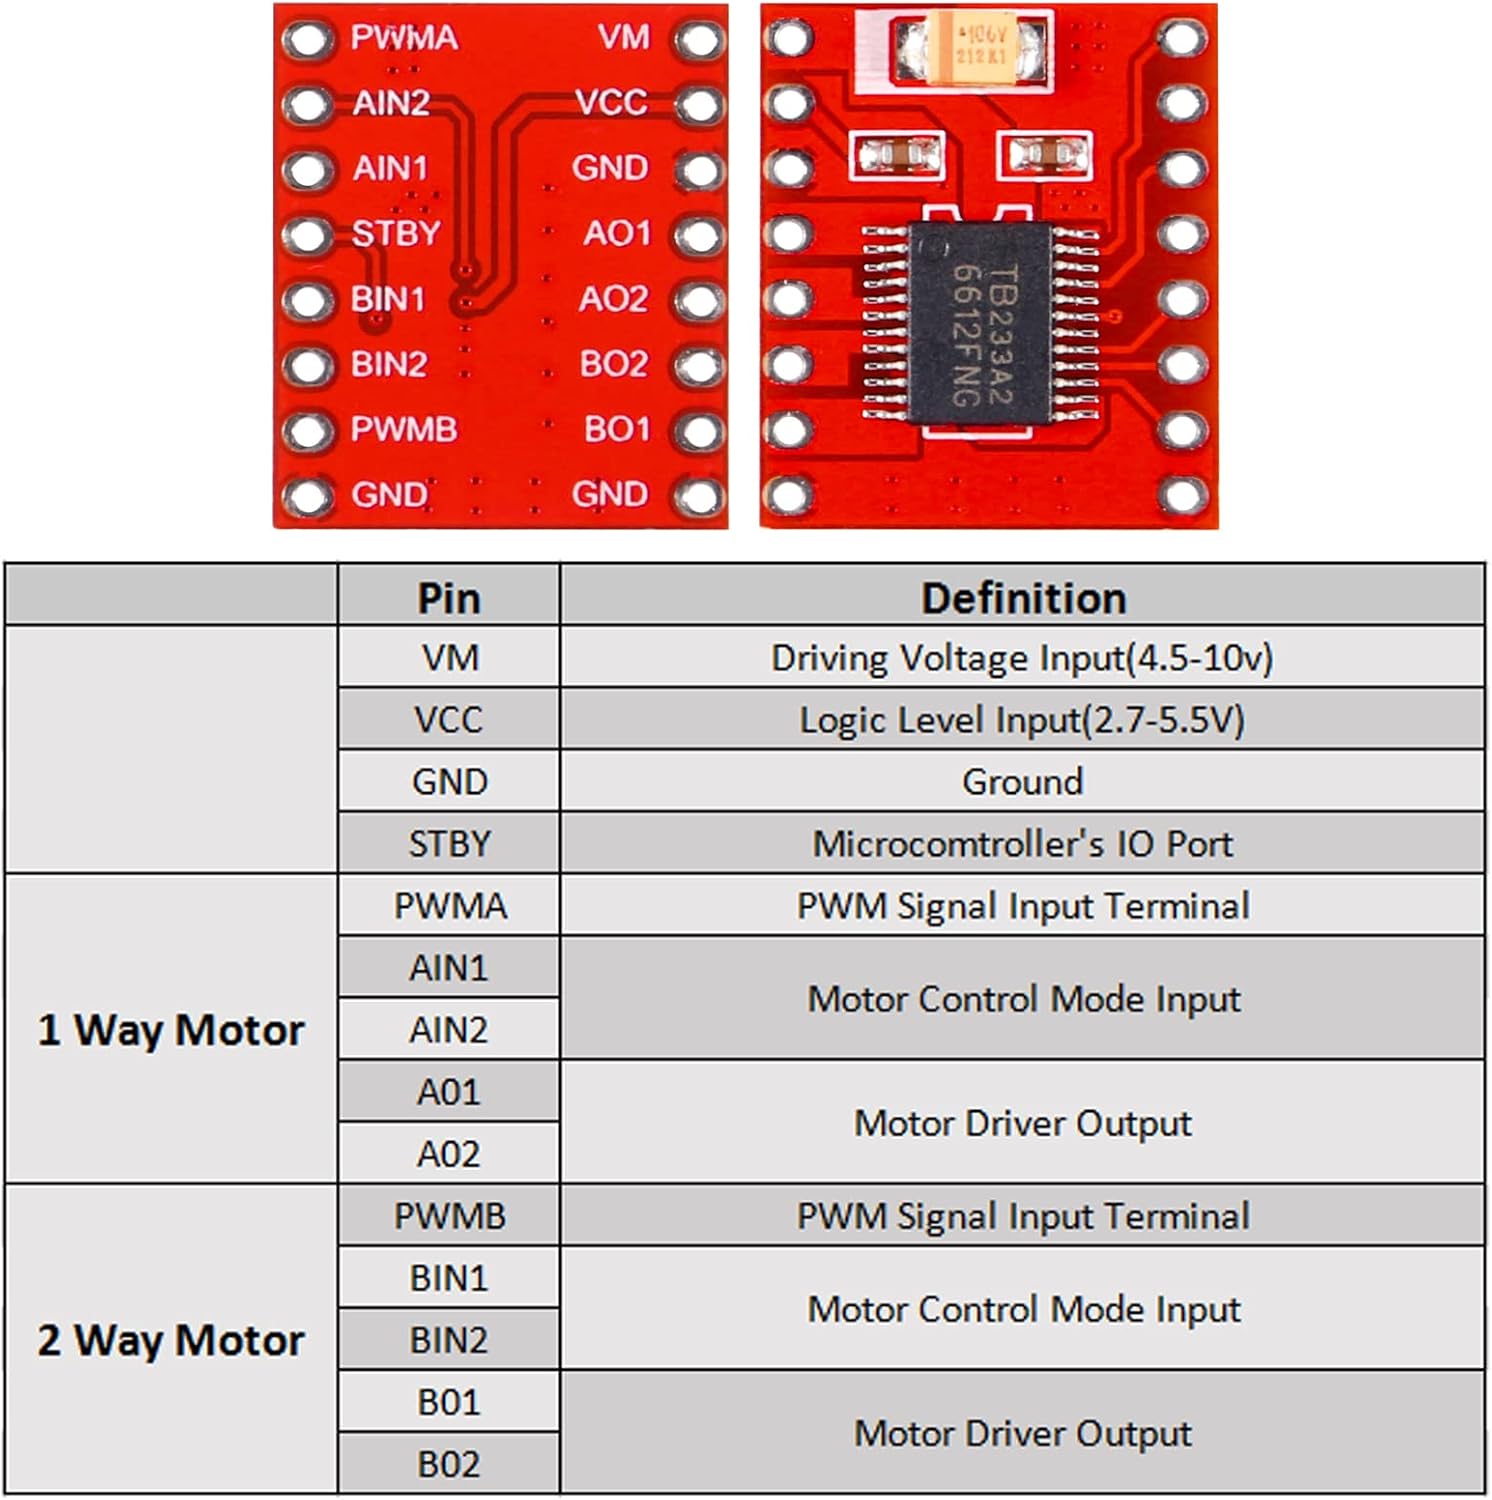 PWMA VM
AIN2 VCC
AIN1 GND
STBY AO1
BIN1 AO2
BIN2 BO2
PWMB BO1
GND GND
106V
212K1
TB233A2
6612FNG
Pin Definition
VM Driving Voltage Input(4.5-10v)
VCC Logic Level Input(2.7-5.5V)
GND Ground
STBY Microcomtroller's IO Port
1 Way Motor
PWMA PWM Signal Input Terminal
AIN1
AIN2
Motor Control Mode Input
A01
A02
Motor Driver Output
2 Way Motor
PWMB PWM Signal Input Terminal
BIN1
BIN2
Motor Control Mode Input
B01
B02
Motor Driver Output